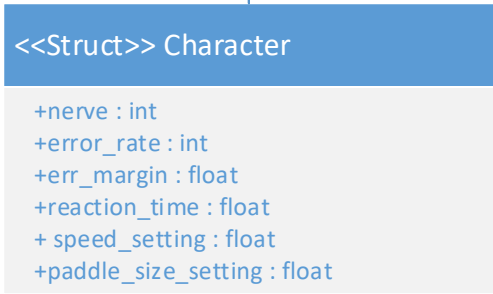 <<Struct>> Character
+nerve : int
+error_rate : int
+err_margin : float
+reaction_time : float
+ speed_setting : float
+paddle_size_setting : float